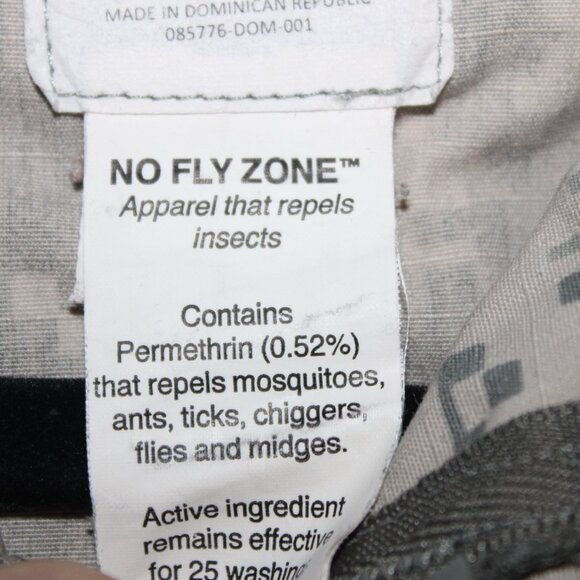 MADE IN DOMINICAN REPUBLIC
085776-DOM-001
NO FLY ZONE™
Apparel that repels
insects
Contains
Permethrin (0.52%)
that repels mosquitoes,
ants, ticks, chiggers,
flies and midges.
Active ingredient
remains effective
for 25